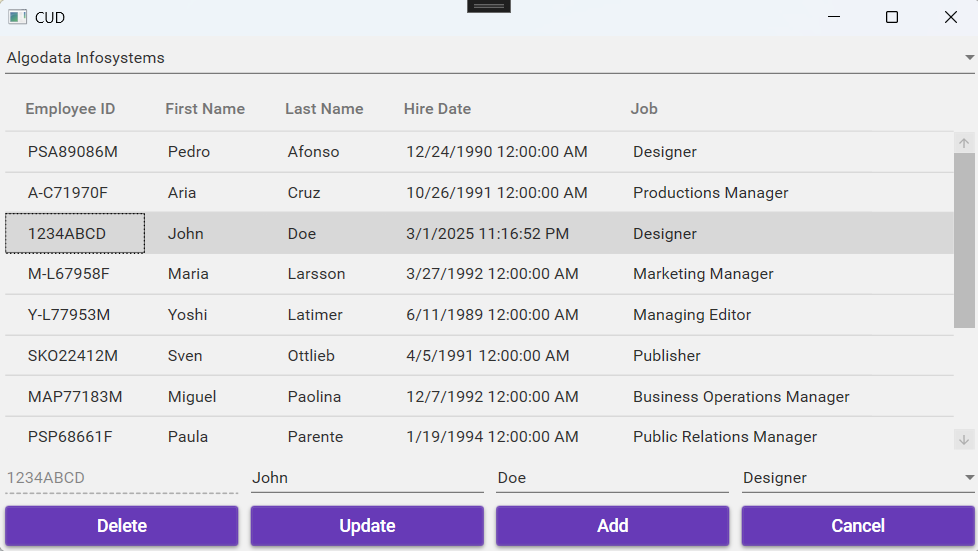 CUD
Algodata Infosystems
Employee ID First Name Last Name Hire Date Job
PSA89086M Pedro Afonso 12/24/1990 12:00:00 AM Designer
A-C71970F Aria Cruz 10/26/1991 12:00:00 AM Productions Manager
1234ABCD John Doe 3/1/2025 11:16:52 PM Designer
M-L67958F Maria Larsson 3/27/1992 12:00:00 AM Marketing Manager
Y-L77953M Yoshi Latimer 6/11/1989 12:00:00 AM Managing Editor
SKO22412M Sven Ottlieb 4/5/1991 12:00:00 AM Publisher
MAP77183M Miguel Paolina 12/7/1992 12:00:00 AM Business Operations Manager
PSP68661F Paula Parente 1/19/1994 12:00:00 AM Public Relations Manager
1234ABCD John Doe Designer
Delete Update Add Cancel